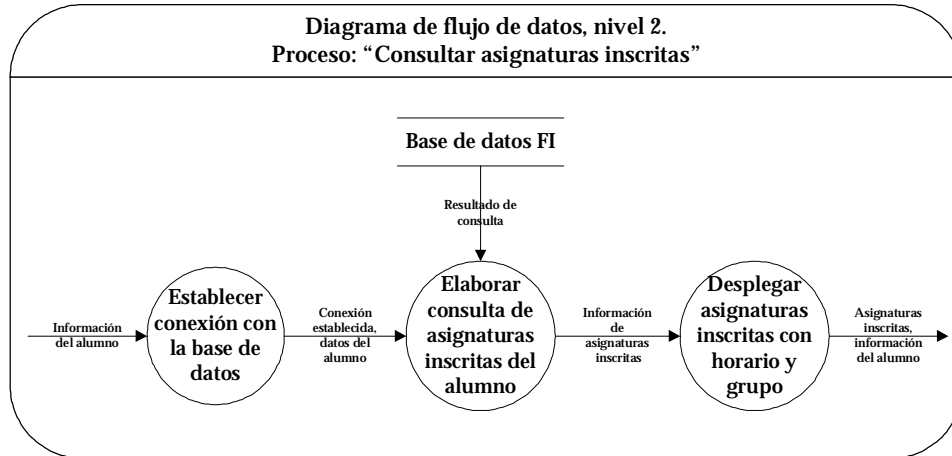 Diagrama de flujo de datos, nivel 2.
Proceso: “Consultar asignaturas inscritas”
Base de datos FI
Resultado de
consulta
Información
del alumno
Establecer
conexión con
la base de
datos
Conexión
establecida,
datos del
alumno
Elaborar
consulta de
asignaturas
inscritas del
alumno
Información
de
asignaturas
inscritas
Desplegar
asignaturas
inscritas con
horario y
grupo
Asignaturas
inscritas,
información
del alumno